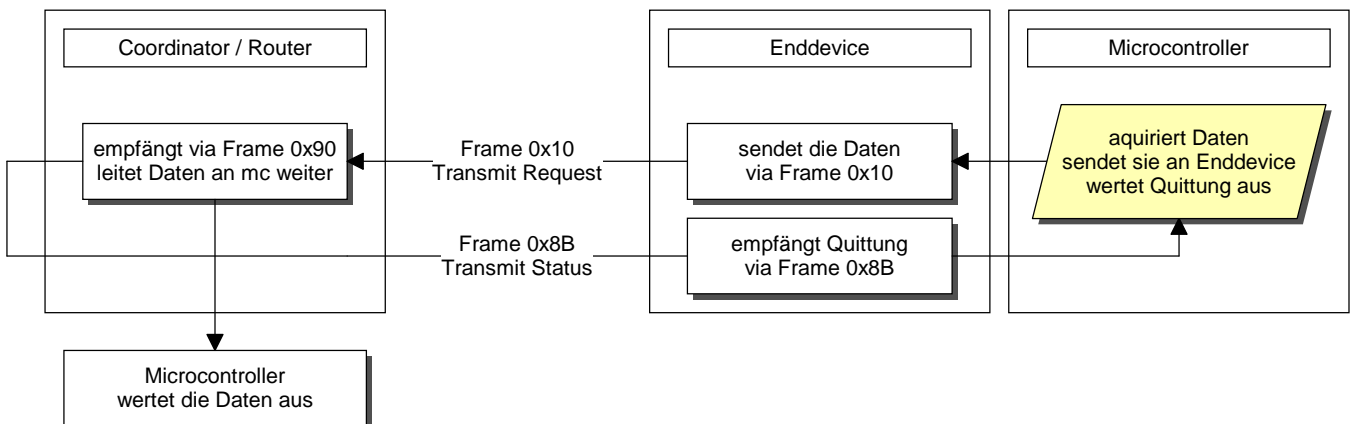 Coordinator / Router
Enddevice
Microcontroller
empfängt via Frame 0x90
leitet Daten an mc weiter
Frame 0x10
Transmit Request
sendet die Daten
via Frame 0x10
aquiriert Daten
sendet sie an Enddevice
wertet Quittung aus
Frame 0x8B
Transmit Status
empfängt Quittung
via Frame 0x8B
Microcontroller
wertet die Daten aus